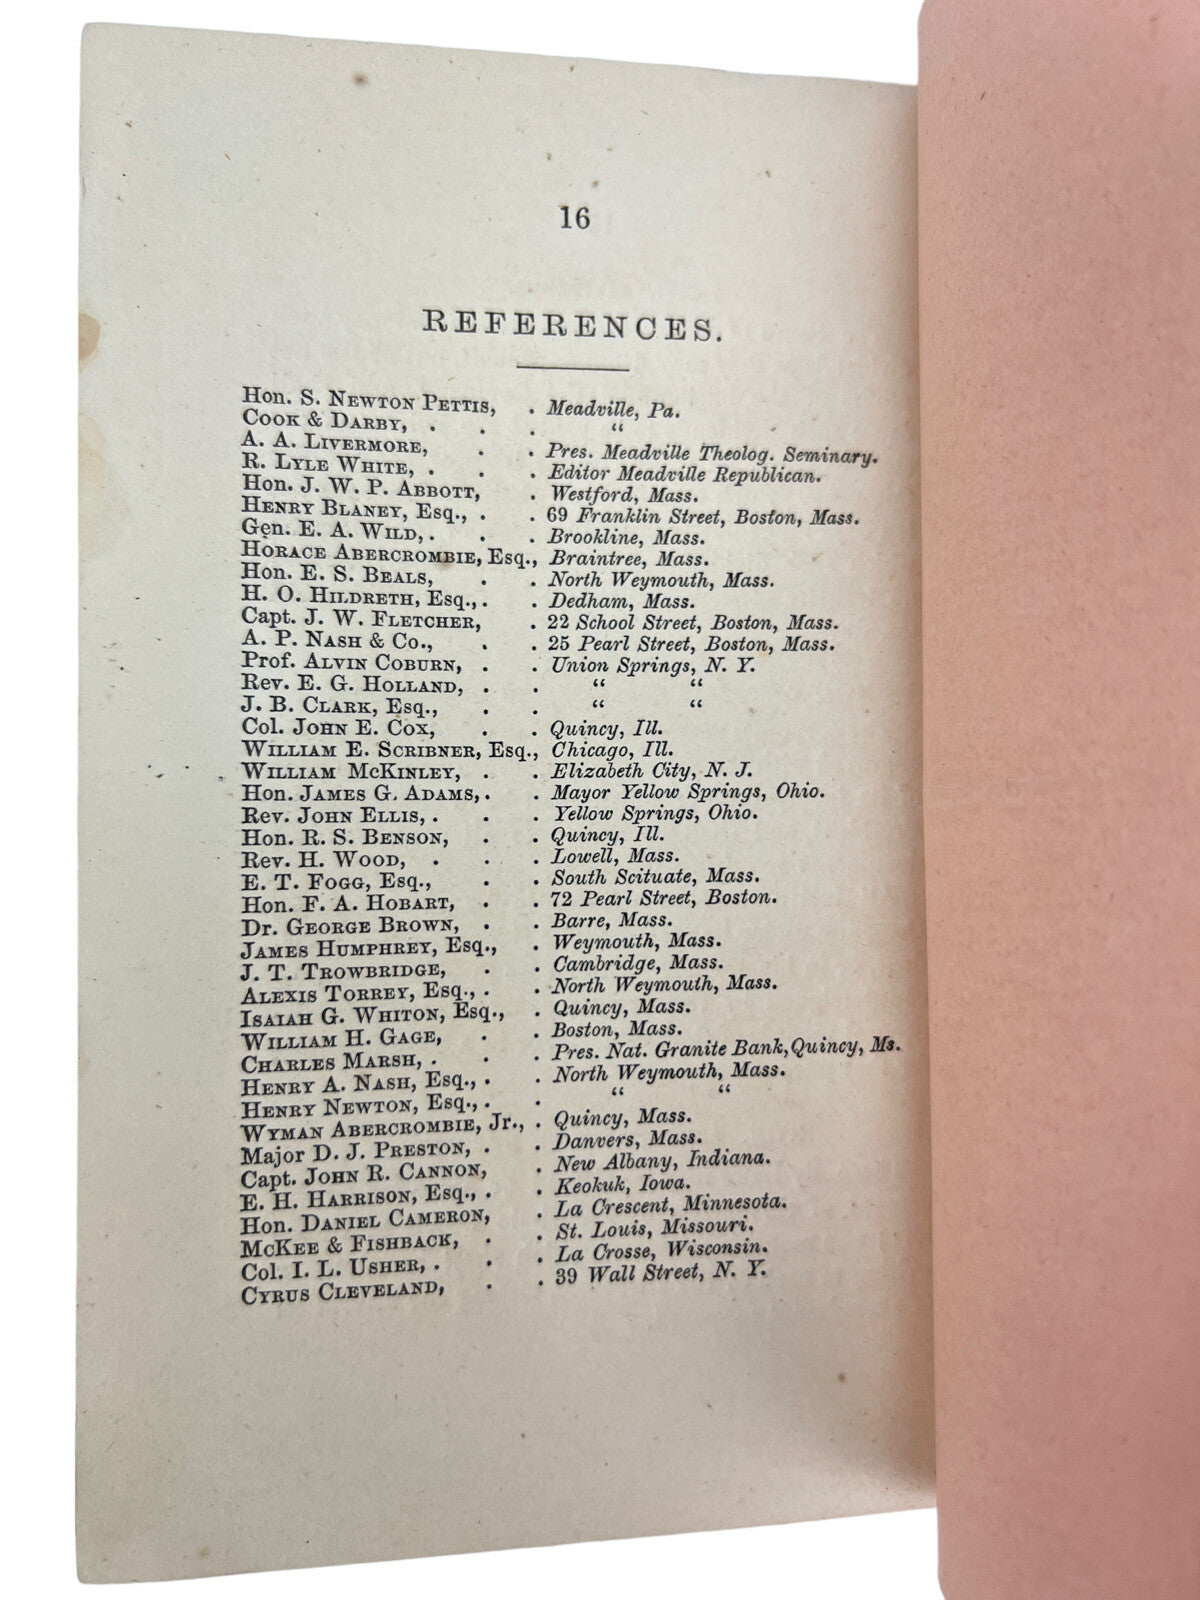 16
REFERENCES.
Hon. S. NEWTON PETTIS, . Meadville, Pa.
COOK & DARBY, . . . "
A. A. LIVERMORE, . . Pres. Meadville Theolog. Seminary.
R. LYLE WHITE, . . . Editor Meadville Republican.
Hon. J. W. P. ABBOTT, . Westford, Mass.
HENRY BLANEY, Esq., . . 69 Franklin Street, Boston, Mass.
Gen. E. A. WILD, . . . Brookline, Mass.
HORACE ABERCROMBIE, Esq., Braintree, Mass.
Hon. E. S. BEALS, . . North Weymouth, Mass.
H. O. HILDRETH, Esq., . . Dedham, Mass.
Capt. J. W. FLETCHER, . 22 School Street, Boston, Mass.
A. P. NASH & Co., . . 25 Pearl Street, Boston, Mass.
Prof. ALVIN COBURN, . . Union Springs, N. Y.
Rev. E. G. HOLLAND, . . " "
J. B. CLARK, Esq., . . " "
Col. JOHN E. COX, . . Quincy, Ill.
WILLIAM E. SCRIBNER, Esq., Chicago, Ill.
WILLIAM MCKINLEY, . . Elizabeth City, N. J.
Hon. JAMES G. ADAMS, . . Mayor Yellow Springs, Ohio.
Rev. JOHN ELLIS, . . . Yellow Springs, Ohio.
Hon. R. S. BENSON, . . Quincy, Ill.
Rev. H. WOOD, . . . Lowell, Mass.
E. T. FOGG, Esq., . . South Scituate, Mass.
Hon. F. A. HOBART, . . 72 Pearl Street, Boston.
Dr. GEORGE BROWN, . . Barre, Mass.
JAMES HUMPHREY, Esq., . Weymouth, Mass.
J. T. TROWBRIDGE, . . Cambridge, Mass.
ALEXIS TORREY, Esq., . . North Weymouth, Mass.
ISAIAH G. WHITON, Esq., . Quincy, Mass.
WILLIAM H. GAGE, . . Boston, Mass.
CHARLES MARSH, . . . Pres. Nat. Granite Bank, Quincy, Ms.
HENRY A. NASH, Esq., . . North Weymouth, Mass.
HENRY NEWTON, Esq., . . " "
WYMAN ABERCROMBIE, Jr., . Quincy, Mass.
Major D. J. PRESTON, . . Danvers, Mass.
Capt. JOHN R. CANNON, . New Albany, Indiana.
E. H. HARRISON, Esq., . . Keokuk, Iowa.
Hon. DANIEL CAMERON, . La Crescent, Minnesota.
MCKEE & FISHBACK, . . St. Louis, Missouri.
Col. I. L. USHER, . . . La Crosse, Wisconsin.
CYRUS CLEVELAND, . . 39 Wall Street, N. Y.